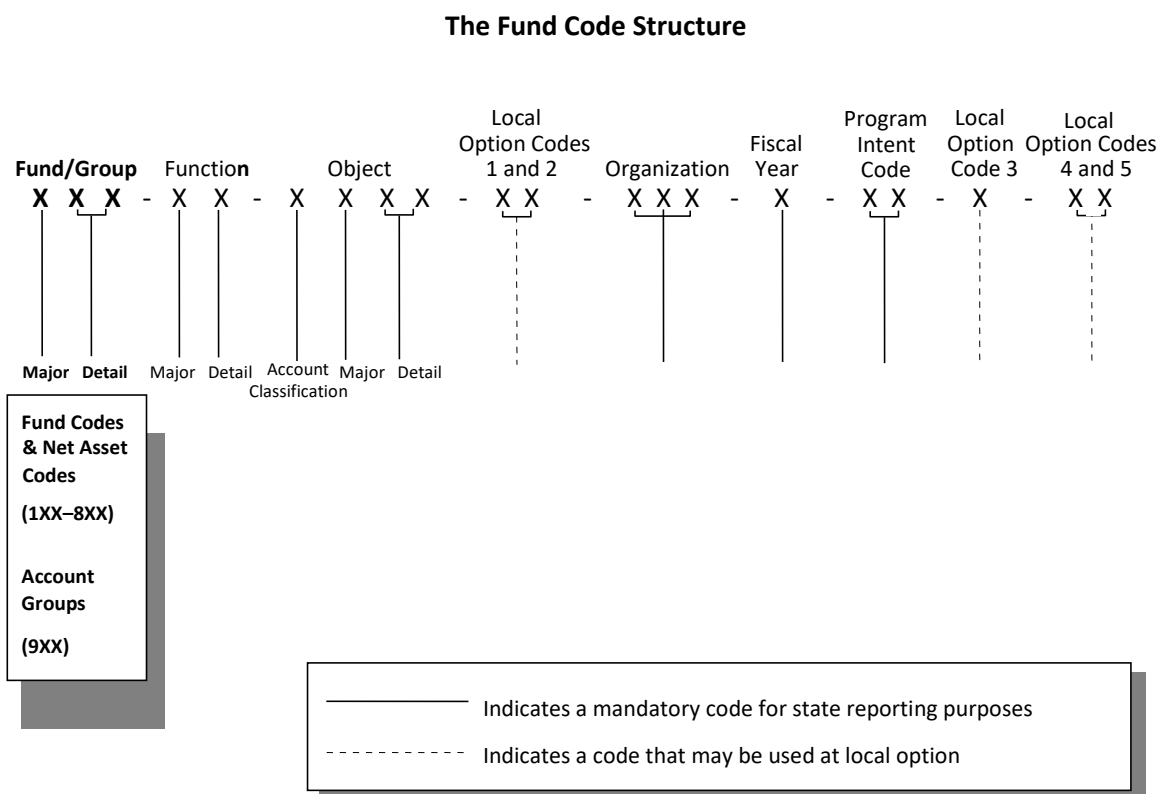 The Fund Code Structure
Local Option Codes 1 and 2
Program Intent Code
Local Option Code 3
Local Option Codes 4 and 5
Fiscal Year
Fund/Group Function Object Organization
X X X - X X - X X X X - X X - X X X - X - X X - X - X X
Major Detail Major Detail Account Classification Major Detail
Fund Codes
& Net Asset
Codes
(1XX–8XX)
Account
Groups
(9XX)
Indicates a mandatory code for state reporting purposes
Indicates a code that may be used at local option